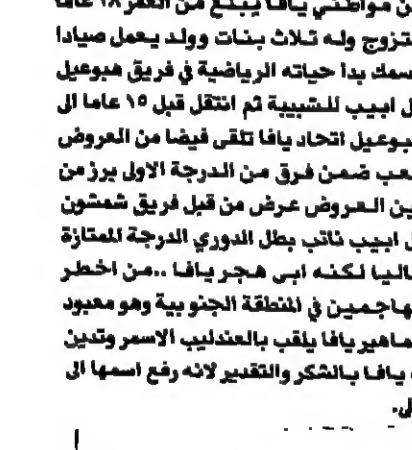 من مواطني يافا يبلغ من العمر ٢٨ عاما
متزوج وله ثلاث بنات وولد يعمل صيادا
سمك بدأ حياته الرياضية في فريق هبوعيل
ل ابيب للشبيبة ثم انتقل قبل ١٥ عاما الى
بوعيل اتحاد يافا تلقى فيضا من العروض
عب ضمن فرق من الدرجة الاولى برز من
ين العروض عرض من قبل فريق شمشون
ل ابيب نائب بطل الدوري الدرجة الممتازة
اليا لكنه ابى هجر يافا ..من اخطر
هاجمين في المنطقة الجنوبية وهو معبود
ماهير يافا يلقب بالعندليب الاسمر وتدين
يافا بالشكر والتقدير لانه رفع اسمها الى